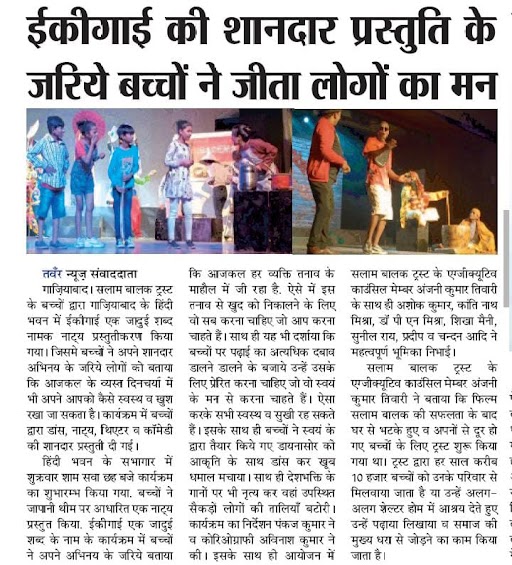 ईकीगाई की शानदार प्रस्तुति के
जरिये बच्चों ने जीता लोगों का मन
तवँर न्यूज़ संवाददाता
गाज़ियाबाद। सलाम बालक ट्रस्ट
के बच्चों द्वारा गाज़ियाबाद के हिंदी
भवन में ईकीगाई एक जादुई शब्द
नामक नाट्य प्रस्तुतीकरण किया
गया। जिसमे बच्चों ने अपने शानदार
अभिनय के जरिये लोगों को बताया
कि आजकल के व्यस्त दिनचर्या में
भी अपने आपको कैसे स्वस्थ व खुश
रखा जा सकता है। कार्यक्रम में बच्चों
द्वारा डांस, नाट्य, थिएटर व कॉमेडी
की शानदार प्रस्तुती दी गई।
हिंदी भवन के सभागार में
शुक्रवार शाम सवा छह बजे कार्यक्रम
का शुभारम्भ किया गया. बच्चों ने
जापानी थीम पर आधारित एक नाट्य
प्रस्तुत किया. ईकीगाई एक जादुई
शब्द के नाम के कार्यक्रम में बच्चों
ने अपने अभिनय के जरिये बताया
कि आजकल हर व्यक्ति तनाव के
माहौल में जी रहा है. ऐसे में इस
तनाव से खुद को निकालने के लिए
वो सब करना चाहिए जो आप करना
चाहते हैं। साथ ही यह भी दर्शाया कि
बच्चों पर पढ़ाई का अत्यधिक दबाव
डालने डालने के बजाये उन्हें उसके
लिए प्रेरित करना चाहिए जो वो स्वयं
के मन से करना चाहते हैं। ऐसा
करके सभी स्वस्थ व सुखी रह सकते
हैं। इसके साथ ही बच्चों ने स्वयं के
द्वारा तैयार किये गए डायनासोर को
आकृति के साथ डांस कर खूब
धमाल मचाया। साथ ही देशभक्ति के
गानों पर भी नृत्य कर वहां उपस्थित
सैकड़ों लोगों की तालियाँ बटोरी।
कार्यक्रम का निर्देशन पंकज कुमार ने
व कोरिओग्राफी अविनाश कुमार ने
की। इसके साथ ही आयोजन में
सलाम बालक ट्रस्ट के एग्जीक्यूटिव
काउंसिल मेम्बर अंजनी कुमार तिवारी
के साथ ही अशोक कुमार, कांति नाथ
मिश्रा, डॉ पी एन मिश्रा, शिखा मैनी,
सुनील राय, प्रदीप व चन्दन आदि ने
महत्वपूर्ण भूमिका निभाई।
सलाम बालक ट्रस्ट के
एग्जीक्यूटिव काउंसिल मेम्बर अंजनी
कुमार तिवारी ने बताया कि फिल्म
सलाम बालक की सफलता के बाद
घर से भटके हुए व अपनों से दूर हो
गए बच्चों के लिए ट्रस्ट शुरू किया
गया था। ट्रस्ट द्वारा हर साल करीब
10 हजार बच्चों को उनके परिवार से
मिलवाया जाता है या उन्हें अलग-
अलग शेल्टर होम में आश्रय देते हुए
उन्हें पढ़ाया लिखाया व समाज की
मुख्य धरा से जोड़ने का काम किया
जाता है।